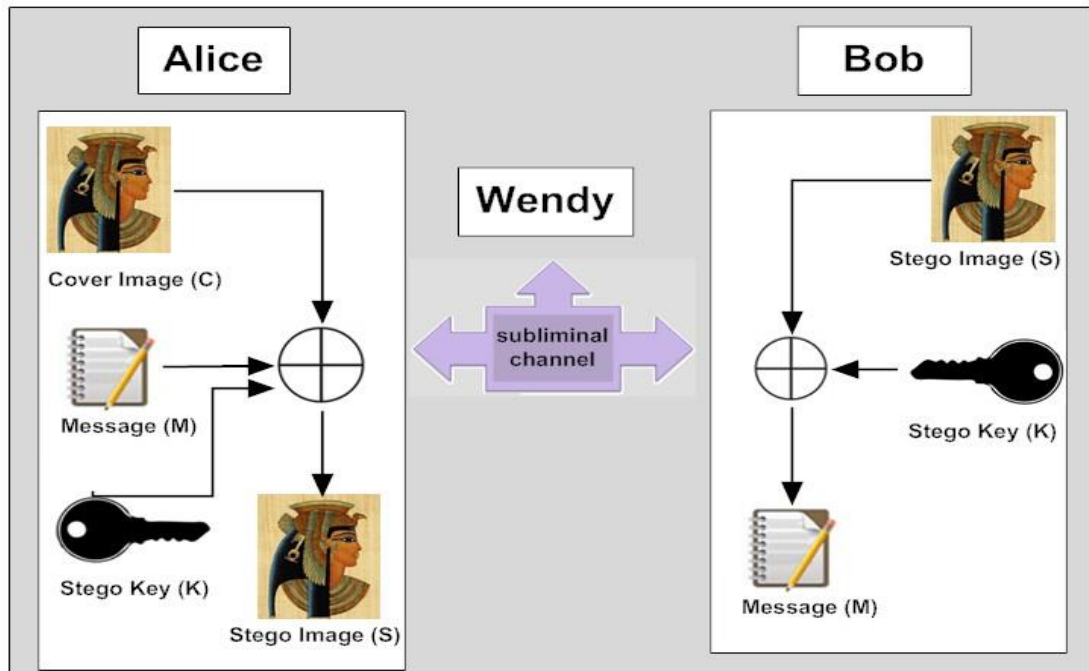 Alice
Cover Image (C)
Message (M)
Stego Key (K)
Stego Image (S)
Wendy
subliminal
channel
Bob
Stego Image (S)
Stego Key (K)
Message (M)